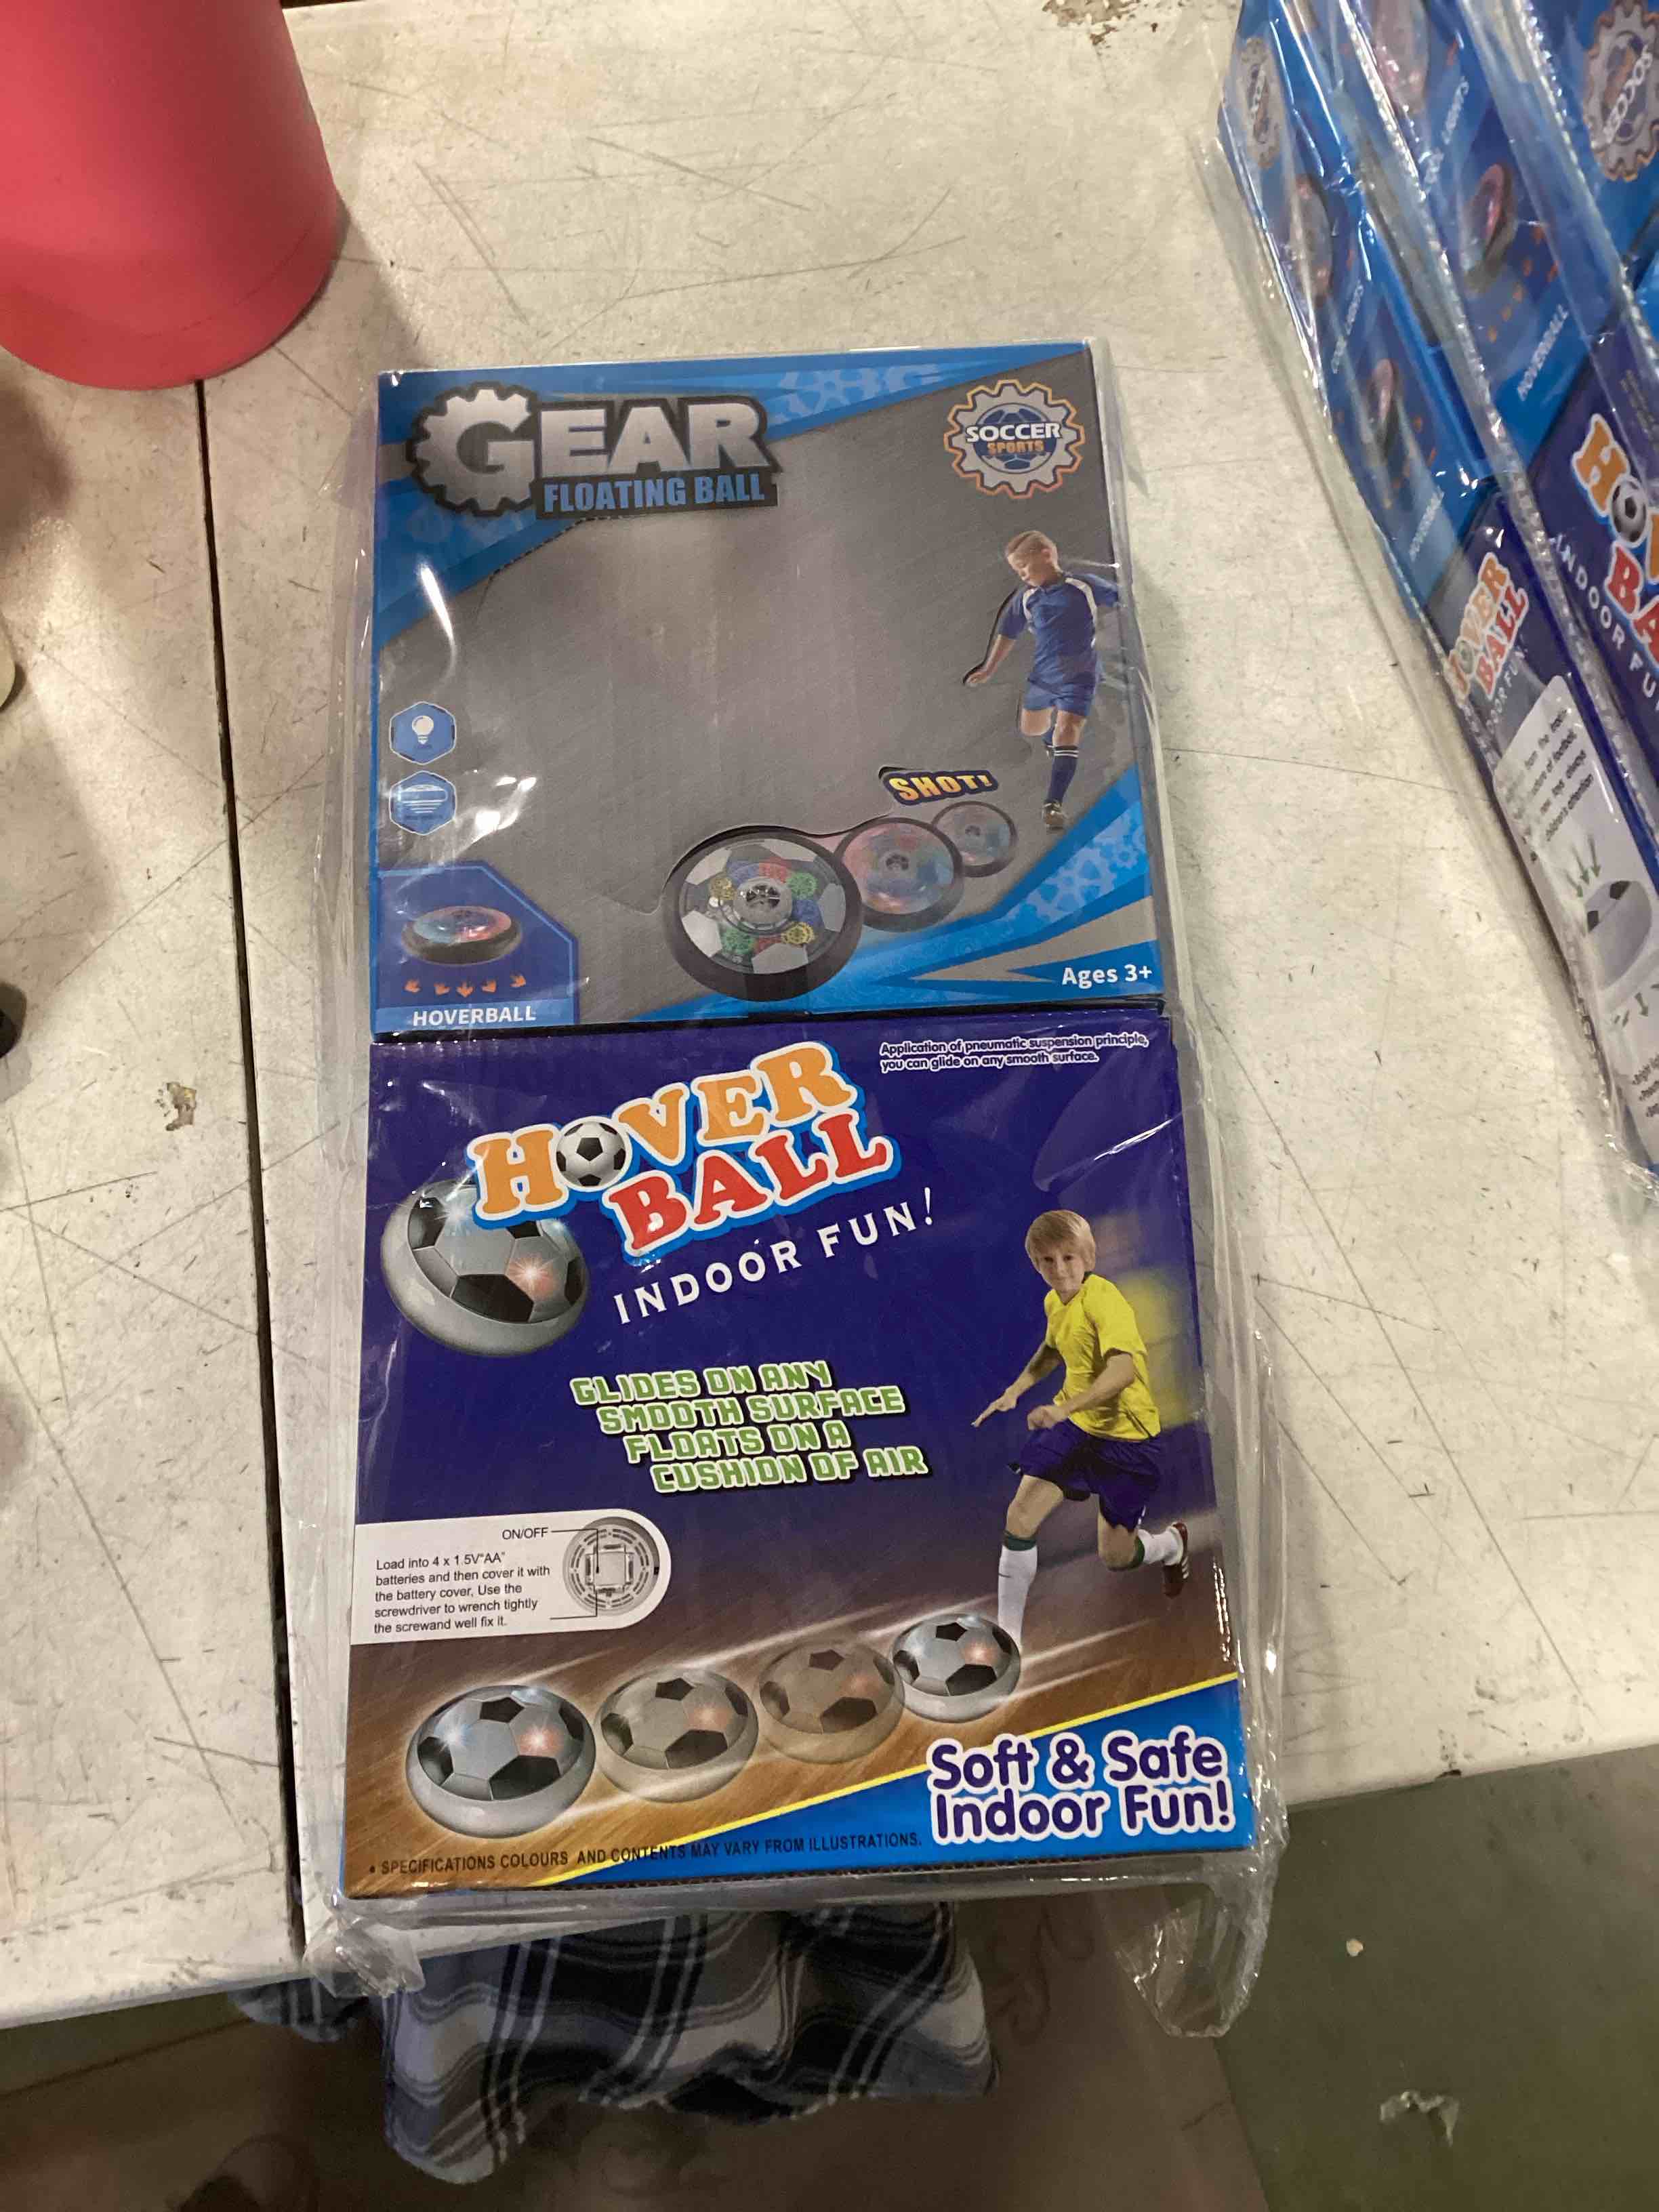 GEAR
FLOATING BALL
SOCCER
SPORTS
SHOT!
Ages 3+
HOVERBALL
Application of pneumatic suspension principle,
you can glide on any smooth surface.
HOVER
BALL
INDOOR FUN!
GLIDES ON ANY
SMOOTH SURFACE
FLOATS ON A
CUSHION OF AIR
ON/OFF
Load into 4 x 1.5V"AA"
batteries and then cover it with
the battery cover, Use the
screwdriver to wrench tightly
the screwand well fix it.
Soft & Safe
Indoor Fun!
• SPECIFICATIONS COLOURS AND CONTENTS MAY VARY FROM ILLUSTRATIONS.
SOCCER
HOVERBALL
HOVER
BALL
INDOOR FU